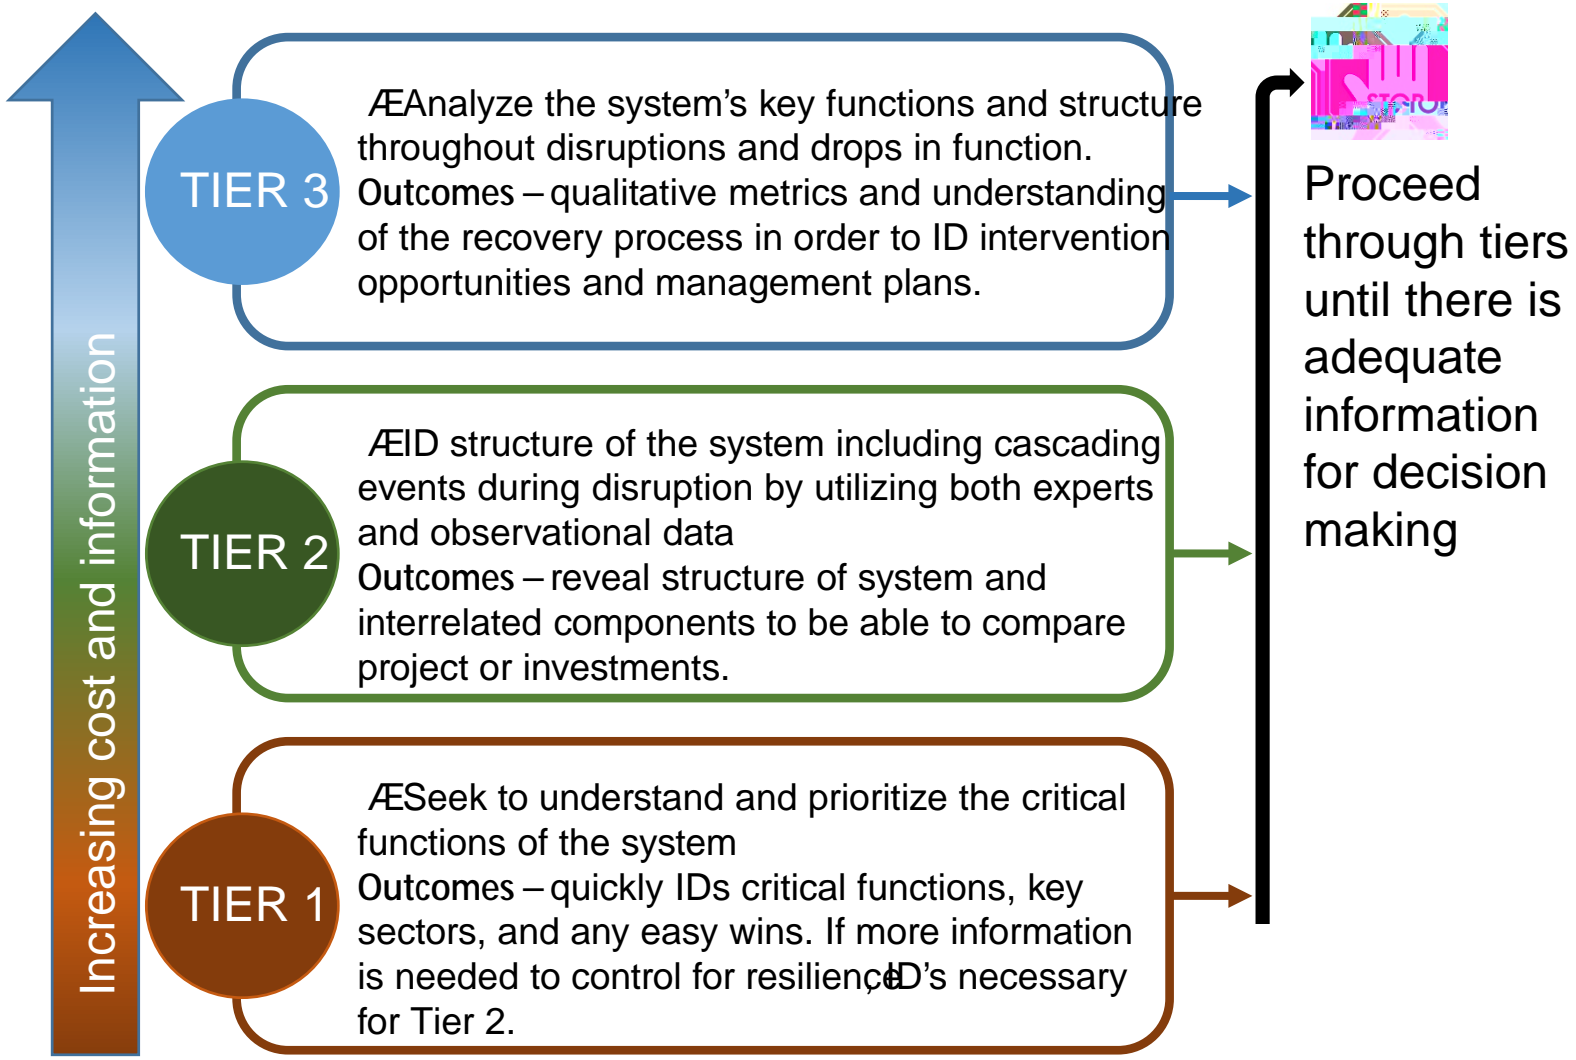 Increasing cost and information
TIER 3
ÆAnalyze the system's key functions and structure
throughout disruptions and drops in function.
Outcomes – qualitative metrics and understanding
of the recovery process in order to ID intervention
opportunities and management plans.
TIER 2
ÆID structure of the system including cascading
events during disruption by utilizing both experts
and observational data
Outcomes – reveal structure of system and
interrelated components to be able to compare
project or investments.
TIER 1
ÆSeek to understand and prioritize the critical
functions of the system
Outcomes – quickly IDs critical functions, key
sectors, and any easy wins. If more information
is needed to control for resilience, ID's necessary
for Tier 2.
STOP
Proceed
through tiers
until there is
adequate
information
for decision
making